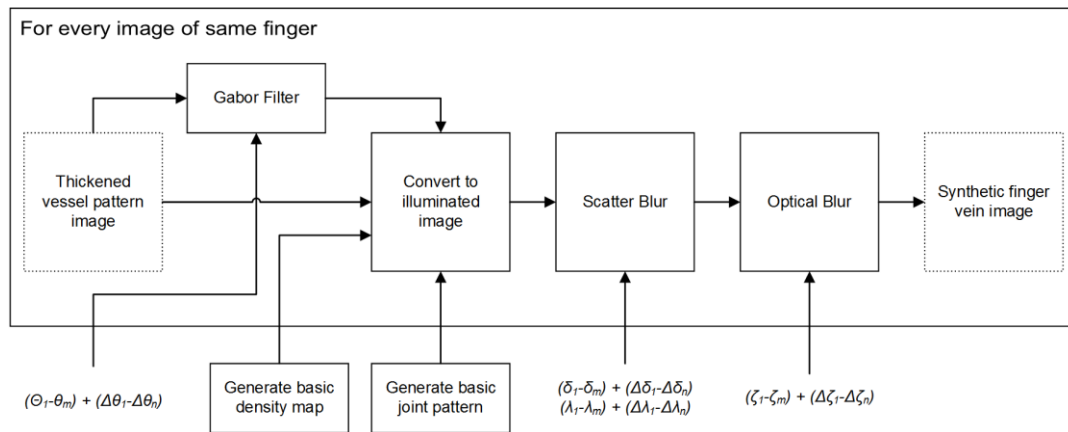 For every image of same finger
Gabor Filter
Thickened
vessel pattern
image
Convert to
illuminated
image
Scatter Blur
Optical Blur
Synthetic finger
vein image
(Θ₁-θₘ) + (Δθ₁-Δθₙ)
Generate basic
density map
Generate basic
joint pattern
(δ₁-δₘ) + (Δδ₁-Δδₙ)
(λ₁-λₘ) + (Δλ₁-Δλₙ)
(ζ₁-ζₘ) + (Δζ₁-Δζₙ)